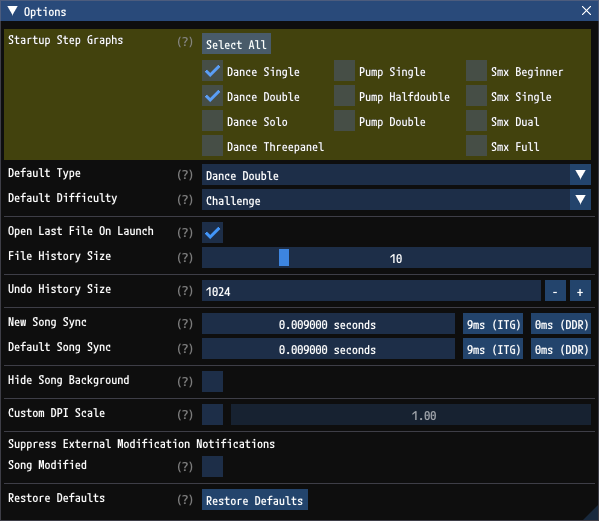 Options
Startup Step Graphs (?) Select All
Dance Single Pump Single Smx Beginner
Dance Double Pump Halfdouble Smx Single
Dance Solo Pump Double Smx Dual
Dance Threepanel Smx Full
Default Type (?) Dance Double
Default Difficulty (?) Challenge
Open Last File On Launch (?)
File History Size (?) 10
Undo History Size (?) 1024 - +
New Song Sync (?) 0.009000 seconds 9ms (ITG) 0ms (DDR)
Default Song Sync (?) 0.009000 seconds 9ms (ITG) 0ms (DDR)
Hide Song Background (?)
Custom DPI Scale (?) 1.00
Suppress External Modification Notifications
Song Modified (?)
Restore Defaults (?) Restore Defaults